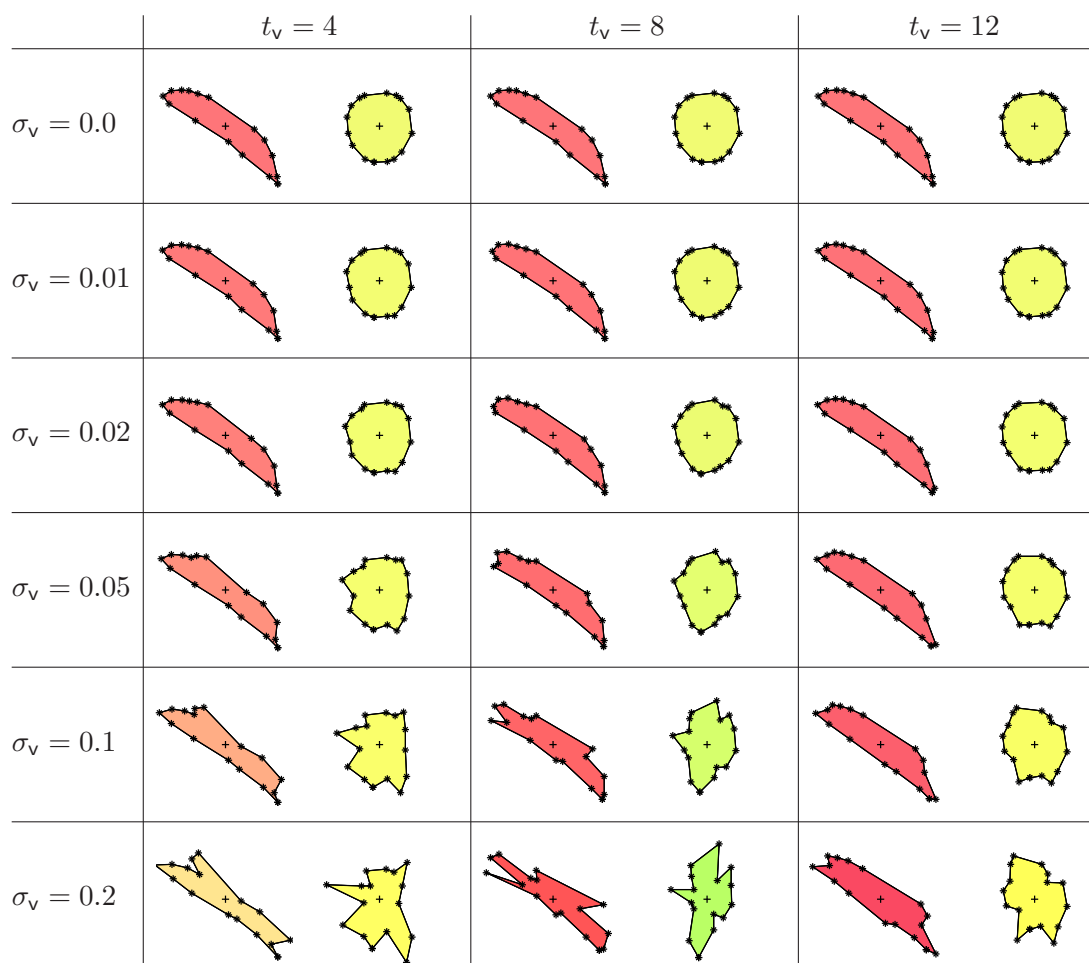 t_v = 4 t_v = 8 t_v = 12
σ_v = 0.0
σ_v = 0.01
σ_v = 0.02
σ_v = 0.05
σ_v = 0.1
σ_v = 0.2